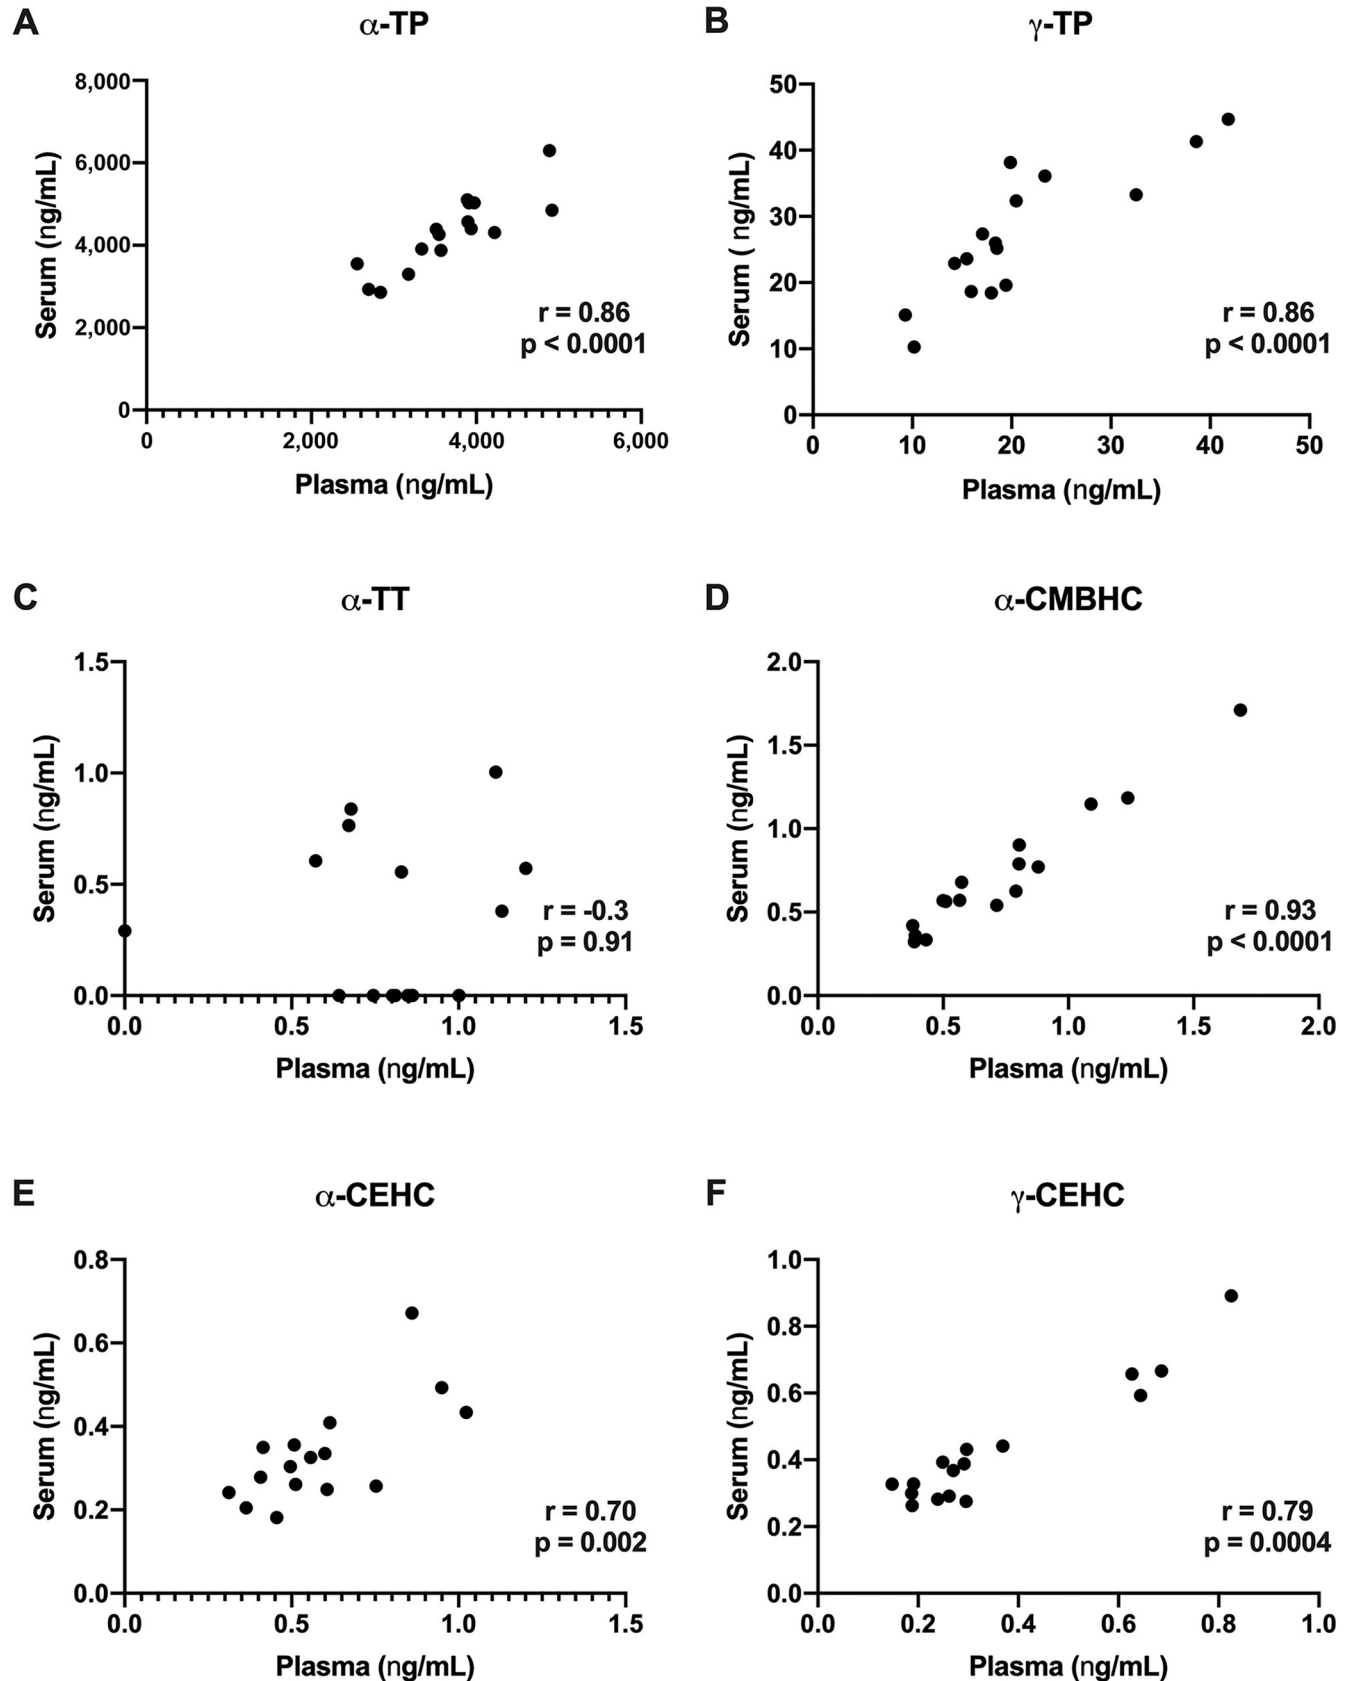 A
α-TP
8,000
6,000
4,000
2,000
0
Serum (ng/mL)
r = 0.86
p < 0.0001
0 2,000 4,000 6,000
Plasma (ng/mL)
B
γ-TP
50
40
30
20
10
0
Serum ( ng/mL)
r = 0.86
p < 0.0001
0 10 20 30 40 50
Plasma (ng/mL)
C
α-TT
1.5
1.0
0.5
0.0
Serum (ng/mL)
r = -0.3
p = 0.91
0.0 0.5 1.0 1.5
Plasma (ng/mL)
D
α-CMBHC
2.0
1.5
1.0
0.5
0.0
Serum (ng/mL)
r = 0.93
p < 0.0001
0.0 0.5 1.0 1.5 2.0
Plasma (ng/mL)
E
α-CEHC
0.8
0.6
0.4
0.2
0.0
Serum (ng/mL)
r = 0.70
p = 0.002
0.0 0.5 1.0 1.5
Plasma (ng/mL)
F
γ-CEHC
1.0
0.8
0.6
0.4
0.2
0.0
Serum (ng/mL)
r = 0.79
p = 0.0004
0.0 0.2 0.4 0.6 0.8 1.0
Plasma (ng/mL)